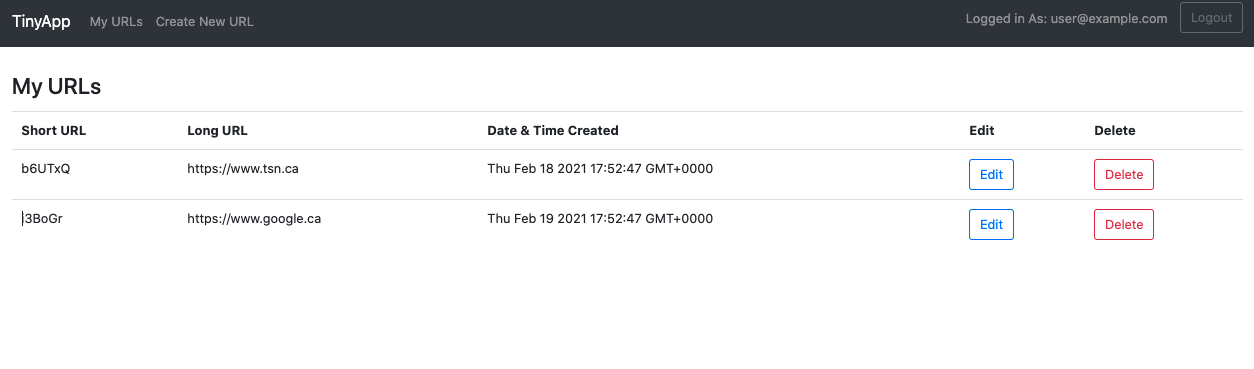 TinyApp My URLs Create New URL Logged in As: user@example.com Logout
My URLs
Short URL Long URL Date & Time Created Edit Delete
b6UTxQ https://www.tsn.ca Thu Feb 18 2021 17:52:47 GMT+0000 Edit Delete
i3BoGr https://www.google.ca Thu Feb 19 2021 17:52:47 GMT+0000 Edit Delete